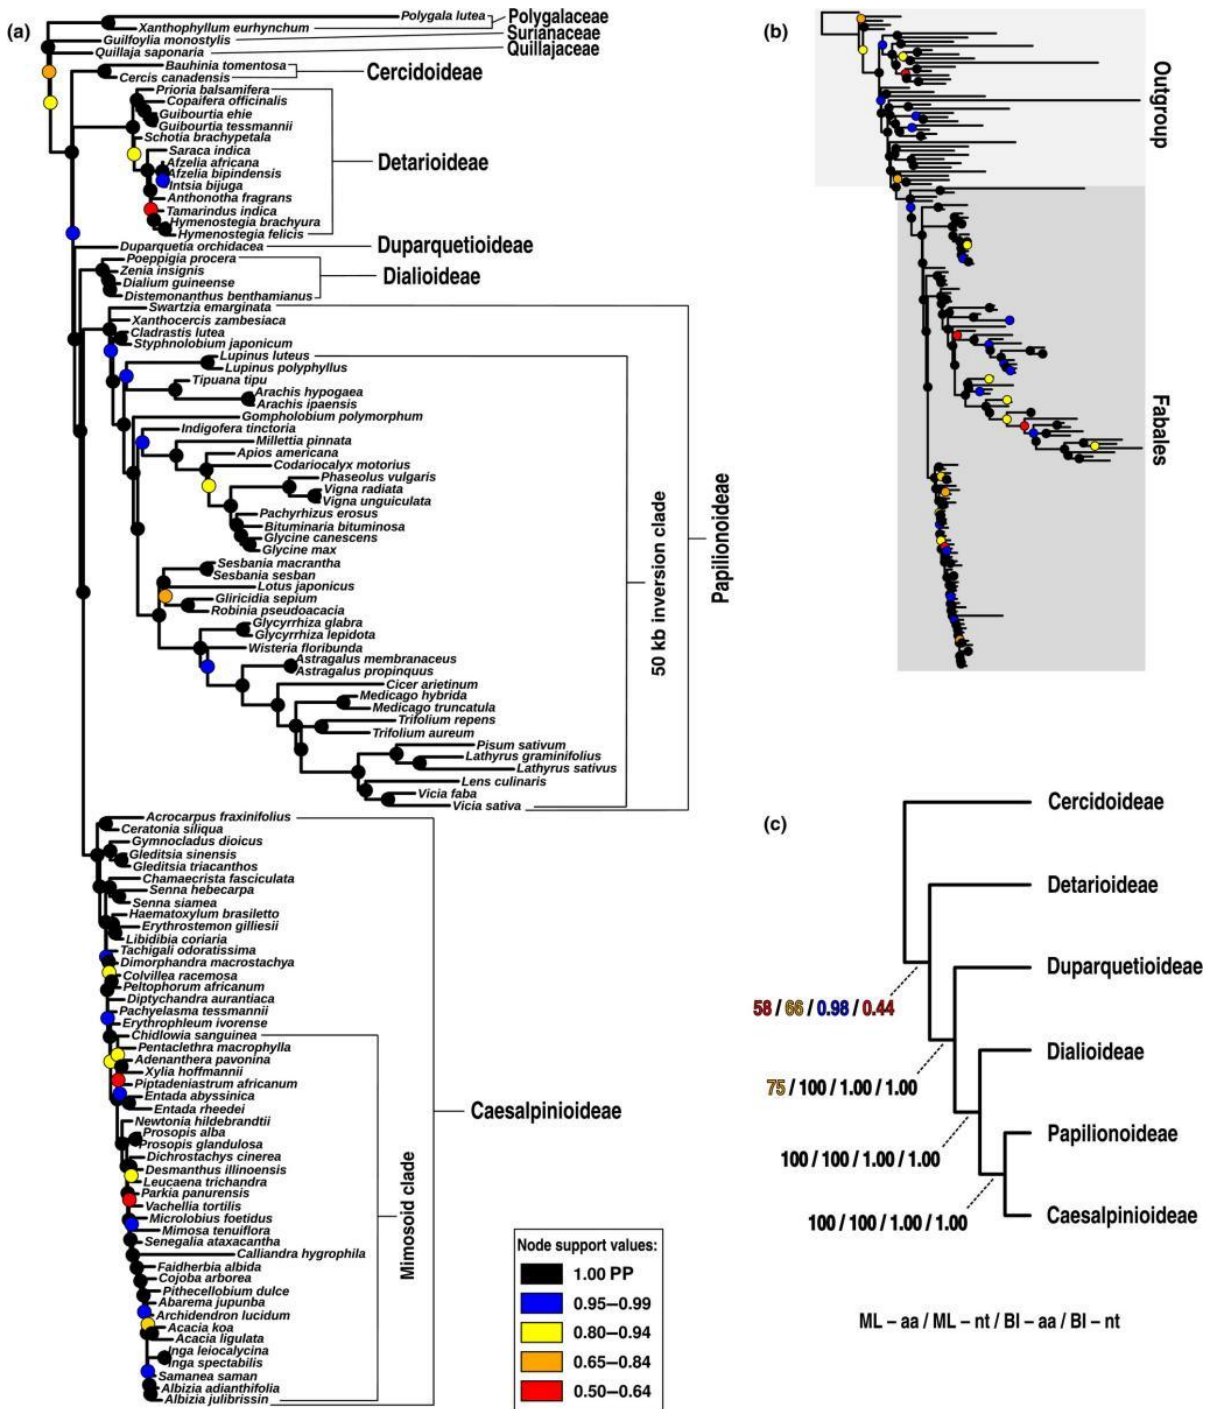 (a)
Polygala lutea
Polygalaceae
Xanthophyllum eurhynchum
Surianaceae
Guilfoylia monostylis
Quillaja saponaria
Quillajaceae
Bauhinia tomentosa
Cercis canadensis
Cercidoideae
Prioria balsamifera
Copaifera officinalis
Guibourtia ehie
Guibourtia tessmannii
Schotia brachypetala
Saraca indica
Afzelia africana
Afzelia bipindensis
Intsia bijuga
Anthonotha fragrans
Tamarindus indica
Hymenostegia brachyura
Hymenostegia felicis
Detarioideae
Duparquetia orchidacea
Duparquetioideae
Poeppigia procera
Zenia insignis
Dialium guineense
Distemonanthus benthamianus
Dialioideae
Swartzia emarginata
Xanthocercis zambesiaca
Cladrastis lutea
Styphnolobium japonicum
Lupinus luteus
Lupinus polyphyllus
Tipuana tipu
Arachis hypogaea
Arachis ipaensis
Gompholobium polymorphum
Indigofera tinctoria
Millettia pinnata
Apios americana
Codariocalyx motorius
Phaseolus vulgaris
Vigna radiata
Vigna unguiculata
Pachyrhizus erosus
Bituminaria bituminosa
Glycine canescens
Glycine max
Sesbania macrantha
Sesbania sesban
Lotus japonicus
Gliricidia sepium
Robinia pseudoacacia
Glycyrrhiza glabra
Glycyrrhiza lepidota
Wisteria floribunda
Astragalus membranaceus
Astragalus propinquus
Cicer arietinum
Medicago hybrida
Medicago truncatula
Trifolium repens
Trifolium aureum
Pisum sativum
Lathyrus graminifolius
Lathyrus sativus
Lens culinaris
Vicia faba
Vicia sativa
50 kb inversion clade
Papilionoideae
Acrocarpus fraxinifolius
Ceratonia siliqua
Gymnocladus dioicus
Gleditsia sinensis
Gleditsia triacanthos
Chamaecrista fasciculata
Senna hebecarpa
Senna siamea
Haematoxylum brasiletto
Erythrostemon gilliesii
Libidibia coriaria
Tachigali odoratissima
Dimorphandra macrostachya
Colvillea racemosa
Peltophorum africanum
Diptychandra aurantiaca
Pachyelasma tessmannii
Erythrophleum ivorense
Chidlowia sanguinea
Pentaclethra macrophylla
Adenanthera pavonina
Xylia hoffmannii
Piptadeniastrum africanum
Entada abyssinica
Entada rheedei
Newtonia hildebrandtii
Prosopis alba
Prosopis glandulosa
Dichrostachys cinerea
Desmanthus illinoensis
Leucaena trichandra
Parkia panurensis
Vachellia tortilis
Microlobius foetidus
Mimosa tenuiflora
Senegalia ataxacantha
Calliandra hygrophila
Faidherbia albida
Cojoba arborea
Pithecellobium dulce
Abarema jupunba
Archidendron lucidum
Acacia koa
Acacia ligulata
Inga leiocalycina
Inga spectabilis
Samanea saman
Albizia adianthifolia
Albizia julibrissin
Mimosoid clade
Caesalpinioideae
Node support values:
1.00 PP
0.95–0.99
0.80–0.94
0.65–0.84
0.50–0.64
(b)
Outgroup
Fabales
(c)
Cercidoideae
Detarioideae
Duparquetioideae
58 / 66 / 0.98 / 0.44
Dialioideae
75 / 100 / 1.00 / 1.00
Papilionoideae
100 / 100 / 1.00 / 1.00
Caesalpinioideae
100 / 100 / 1.00 / 1.00
ML – aa / ML – nt / BI – aa / BI – nt